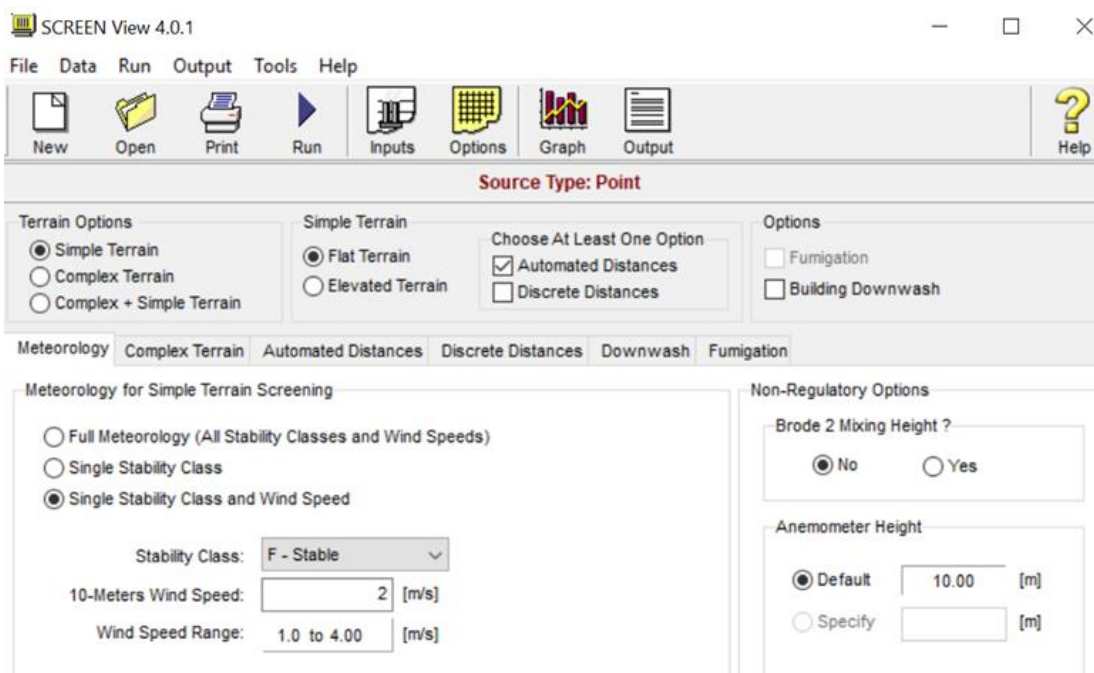 SCREEN View 4.0.1
File Data Run Output Tools Help
New Open Print Run Inputs Options Graph Output Help
Source Type: Point
Terrain Options
Simple Terrain
Complex Terrain
Complex + Simple Terrain
Simple Terrain
Flat Terrain
Elevated Terrain
Choose At Least One Option
Automated Distances
Discrete Distances
Options
Fumigation
Building Downwash
Meteorology Complex Terrain Automated Distances Discrete Distances Downwash Fumigation
Meteorology for Simple Terrain Screening
Full Meteorology (All Stability Classes and Wind Speeds)
Single Stability Class
Single Stability Class and Wind Speed
Stability Class: F - Stable
10-Meters Wind Speed: 2 [m/s]
Wind Speed Range: 1.0 to 4.00 [m/s]
Non-Regulatory Options
Brode 2 Mixing Height ?
No Yes
Anemometer Height
Default 10.00 [m]
Specify [m]